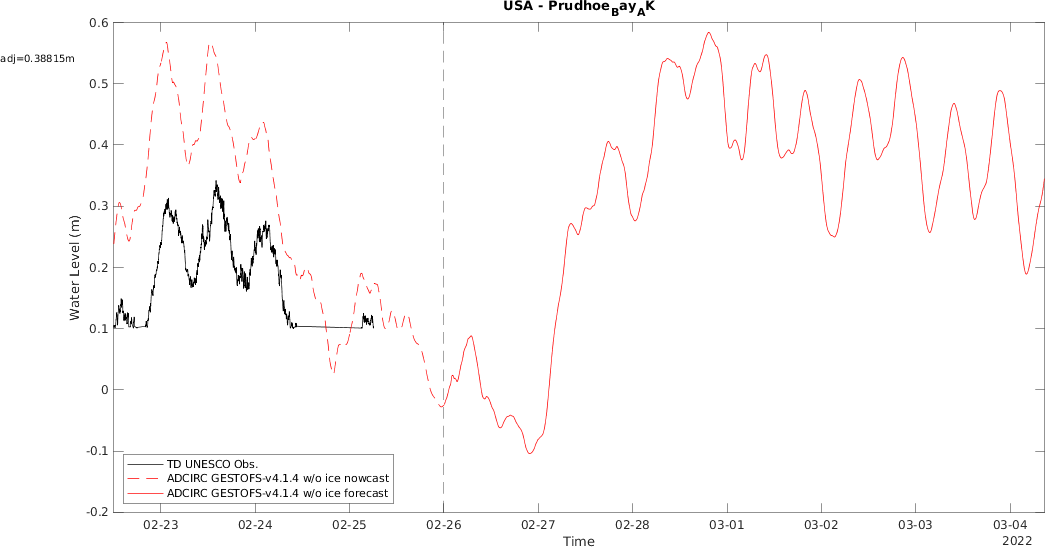 USA - Prudhoe_Bay_AK
adj=0.38815m
0.6
0.5
0.4
0.3
0.2
0.1
0
-0.1
-0.2
Water Level (m)
TD UNESCO Obs.
ADCIRC GESTOFS-v4.1.4 w/o ice nowcast
ADCIRC GESTOFS-v4.1.4 w/o ice forecast
02-23 02-24 02-25 02-26 02-27 02-28 03-01 03-02 03-03 03-04
Time
2022